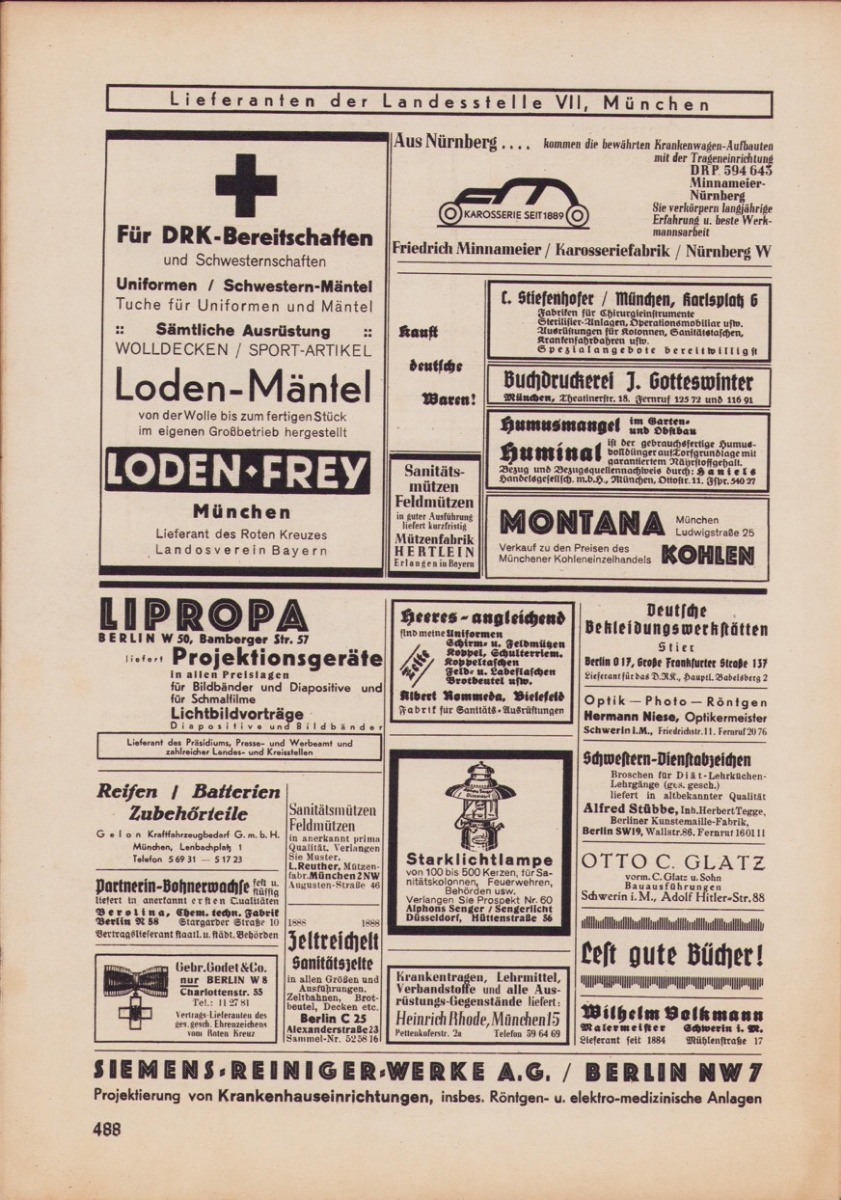 Lieferanten der Landesstelle VII, München
Für DRK-Bereitschaften
und Schwesternschaften
Uniformen / Schwestern-Mäntel
Tuche für Uniformen und Mäntel
:: Sämtliche Ausrüstung ::
WOLLDECKEN / SPORT-ARTIKEL
Loden-Mäntel
von der Wolle bis zum fertigen Stück
im eigenen Großbetrieb hergestellt
LODEN-FREY
München
Lieferant des Roten Kreuzes
Landosverein Bayern
Aus Nürnberg . . . . kommen die bewährten Krankenwagen-Aufbauten
mit der Trageneinrichtung
DRP. 594 643
Minnameier-
Nürnberg
Sie verkörpern langjährige
Erfahrung u. beste Werk-
mannsarbeit
KAROSSERIE SEIT 1889
Friedrich Minnameier / Karosseriefabrik / Nürnberg W
Kauft
deutsche
Waren!
C. Stiefenhofer / München, Karlsplatz 6
Fabriken für Chirurgieinstrumente
Sterilisier-Anlagen, Operationsmobiliar usw.
Ausrüstungen für Kolonnen, Sanitätstaschen,
Krankenfahrbahren usw.
Spezialangebote bereitwilligst
Buchdruckerei J. Gotteswinter
München, Theatinerstr. 18. Fernruf 125 72 und 116 91
Humusmangel im Garten-
und Obstbau
Huminal ist der gebrauchsfertige Humus-
volldünger auf Torfgrundlage mit
garantiertem Nährstoffgehalt.
Bezug und Bezugsquellennachweis durch: Haniels
Handelsgesellsch. m.b.H., München, Ottostr. 11. Fspr. 540 27
Sanitäts-
mützen
Feldmützen
in guter Ausführung
liefert kurzfristig
Mützenfabrik
HERTLEIN
Erlangen in Bayern
MONTANA München
Ludwigstraße 25
Verkauf zu den Preisen des
Münchener Kohleneinzelhandels KOHLEN
LIPROPA
BERLIN W 50, Bamberger Str. 57
liefert Projektionsgeräte
in allen Preislagen
für Bildbänder und Diapositive und
für Schmalfilme
Lichtbildvorträge
Diapositive und Bildbänder
Lieferant des Präsidiums, Presse- und Werbeamt und
zahlreicher Landes- und Kreisstellen
Heeres-angleichend
sind meine Uniformen
Schirm- u. Feldmützen
Koppel, Schulterriem.
Koppeltaschen
Feld- u. Labeflaschen
Brotbeutel usw.
Zelte
Albert Rommeda, Bielefeld
Fabrik für Sanitäts-Ausrüstungen
Deutsche
Bekleidungswerkstätten
Stier
Berlin O 17, Große Frankfurter Straße 137
Lieferant für das D.R.K., Hauptl. Babelsberg 2
Optik — Photo — Röntgen
Hermann Niese, Optikermeister
Schwerin i.M., Friedrichstr. 11. Fernruf 20 76
Schwestern-Dienstabzeichen
Broschen für Diät-Lehrküchen-
Lehrgänge (ges. gesch.)
liefert in altbekannter Qualität
Alfred Stübbe, Inh. Herbert Tegge,
Berliner Kunstemaille-Fabrik,
Berlin SW19, Wallstr. 86. Fernruf 16 01 11
Reifen / Batterien
Zubehörteile
Gelon Kraftfahrzeugbedarf G. m. b. H.
München, Lenbachplatz 1
Telefon 5 69 31 — 5 17 23
Sanitätsmützen
Feldmützen
in anerkannt prima
Qualität. Verlangen
Sie Muster.
L. Reuther, Mützen-
fabr. München 2 NW
Augusten-Straße 46
Starklichtlampe
von 100 bis 500 Kerzen, für Sa-
nitätskolonnen, Feuerwehren,
Behörden usw.
Verlangen Sie Prospekt Nr. 60
Alphons Senger / Sengerlicht
Düsseldorf, Hüttenstraße 56
OTTO C. GLATZ
vorm. C. Glatz u. Sohn
Bauausführungen
Schwerin i. M., Adolf Hitler-Str. 88
Partnerin-Bohnerwachse fest u.
flüssig
liefert in anerkannt ersten Qualitäten
Berolina, Chem. techn. Fabrik
Berlin N 58 Stargarder Straße 10
Vertragslieferant staatl. u. städt. Behörden
1888 1888
Zeltreichelt
Sanitätszelte
in allen Größen und
Ausführungen.
Zeltbahnen, Brot-
beutel, Decken etc.
Berlin C 25
Alexanderstraße 23
Sammel-Nr. 52 58 16
Lest gute Bücher!
Gebr. Godet & Co.
nur BERLIN W 8
Charlottenstr. 55
Tel.: 11 27 81
Vertrags-Lieferanten des
ges. gesch. Ehrenzeichens
vom Roten Kreuz
Krankentragen, Lehrmittel,
Verbandstoffe und alle Aus-
rüstungs-Gegenstände liefert:
Heinrich Rhode, München 15
Pettenkoferstr. 2a Telefon 59 64 69
Wilhelm Volkmann
Malermeister Schwerin i. M.
Lieferant seit 1884 Mühlenstraße 17
SIEMENS-REINIGER-WERKE A.G. / BERLIN NW 7
Projektierung von Krankenhauseinrichtungen, insbes. Röntgen- u. elektro-medizinische Anlagen
488